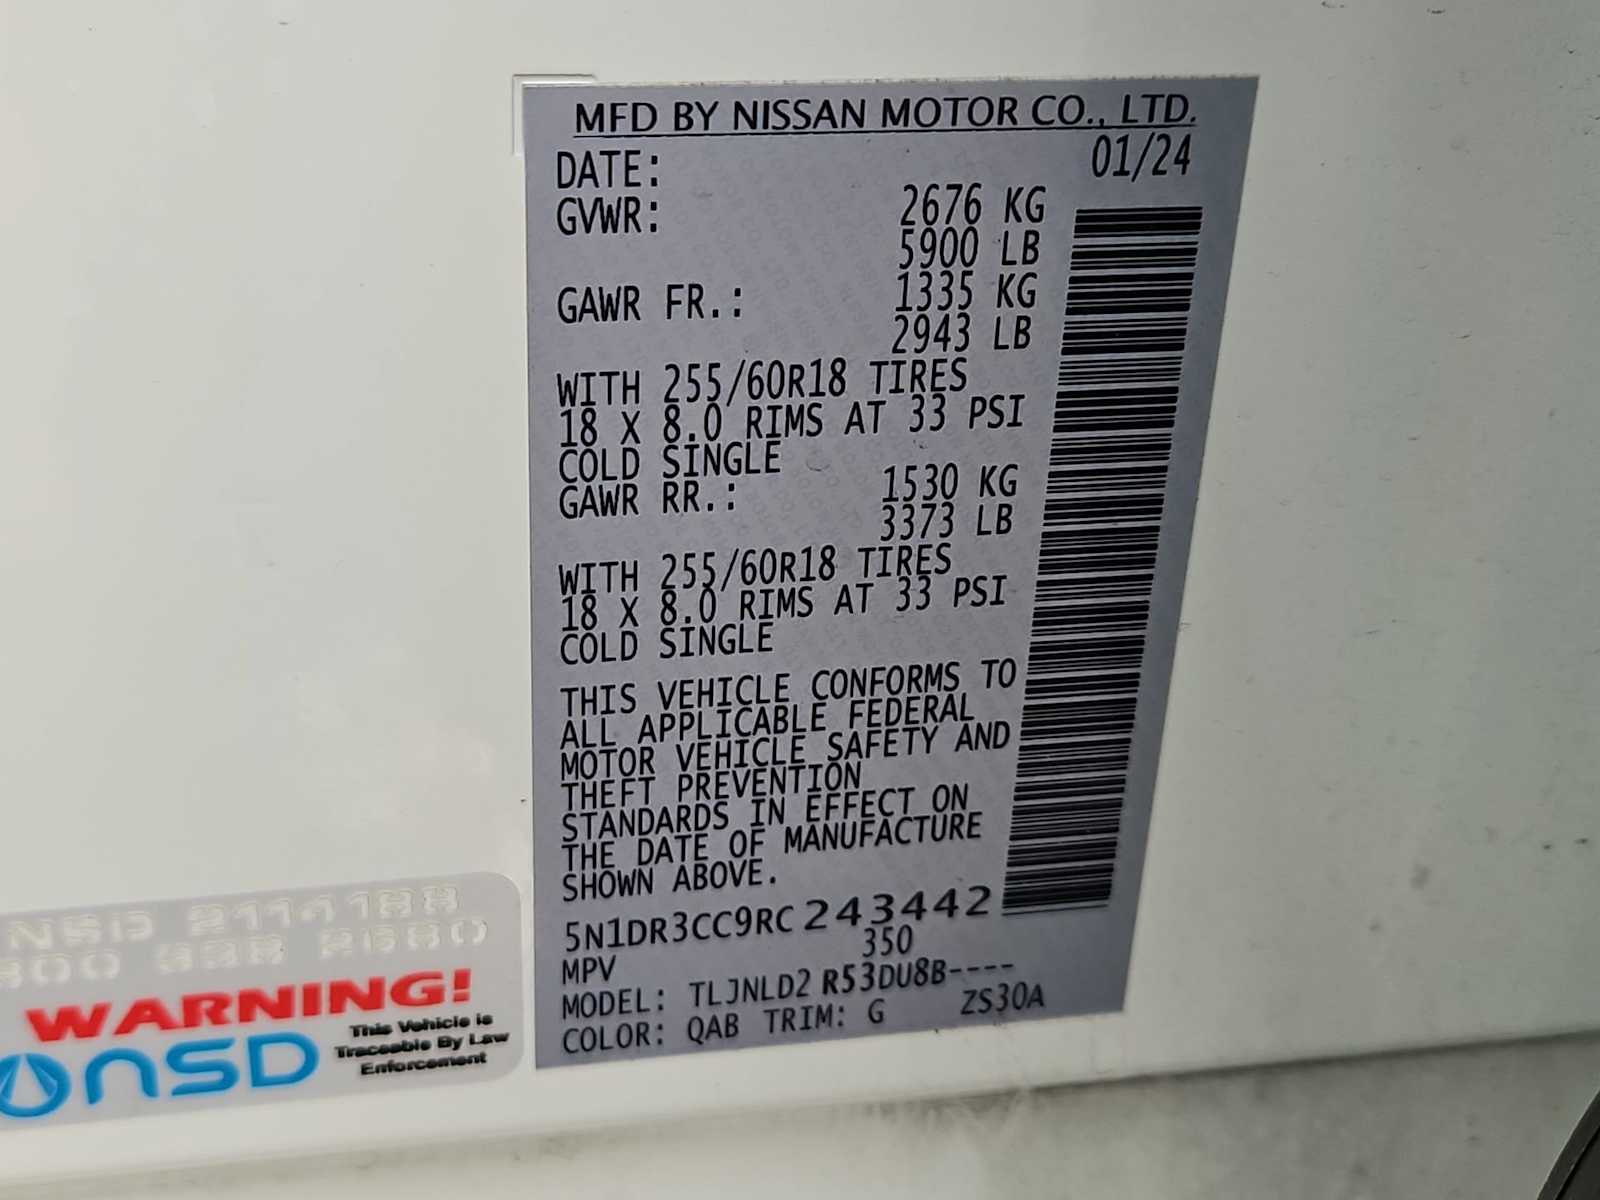 MFD BY NISSAN MOTOR CO., LTD.
DATE: 01/24
GVWR: 2676 KG
5900 LB
GAWR FR.: 1335 KG
2943 LB
WITH 255/60R18 TIRES
18 X 8.0 RIMS AT 33 PSI
COLD SINGLE
GAWR RR.: 1530 KG
3373 LB
WITH 255/60R18 TIRES
18 X 8.0 RIMS AT 33 PSI
COLD SINGLE
THIS VEHICLE CONFORMS TO
ALL APPLICABLE FEDERAL
MOTOR VEHICLE SAFETY AND
THEFT PREVENTION
STANDARDS IN EFFECT ON
THE DATE OF MANUFACTURE
SHOWN ABOVE.
5N1DR3CC9RC243442
MPV 350
MODEL: TLJNLD2 R53DU8B----
COLOR: QAB TRIM: G ZS30A
NSD 2114188
WARNING!
NSD
This Vehicle is
Traceable By Law
Enforcement